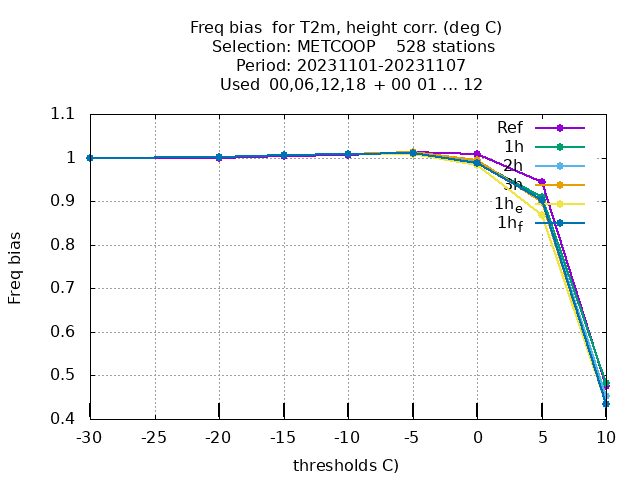 Freq bias  for T2m, height corr. (deg C)
Selection: METCOOP    528 stations
Period: 20231101-20231107
Used  00,06,12,18  + 00 01 ... 12
1.1
1
0.9
0.8
0.7
0.6
0.5
0.4
Freq bias
Ref
1h
2h
3h
1he
1hf
-30 -25 -20 -15 -10 -5 0 5 10
thresholds C)